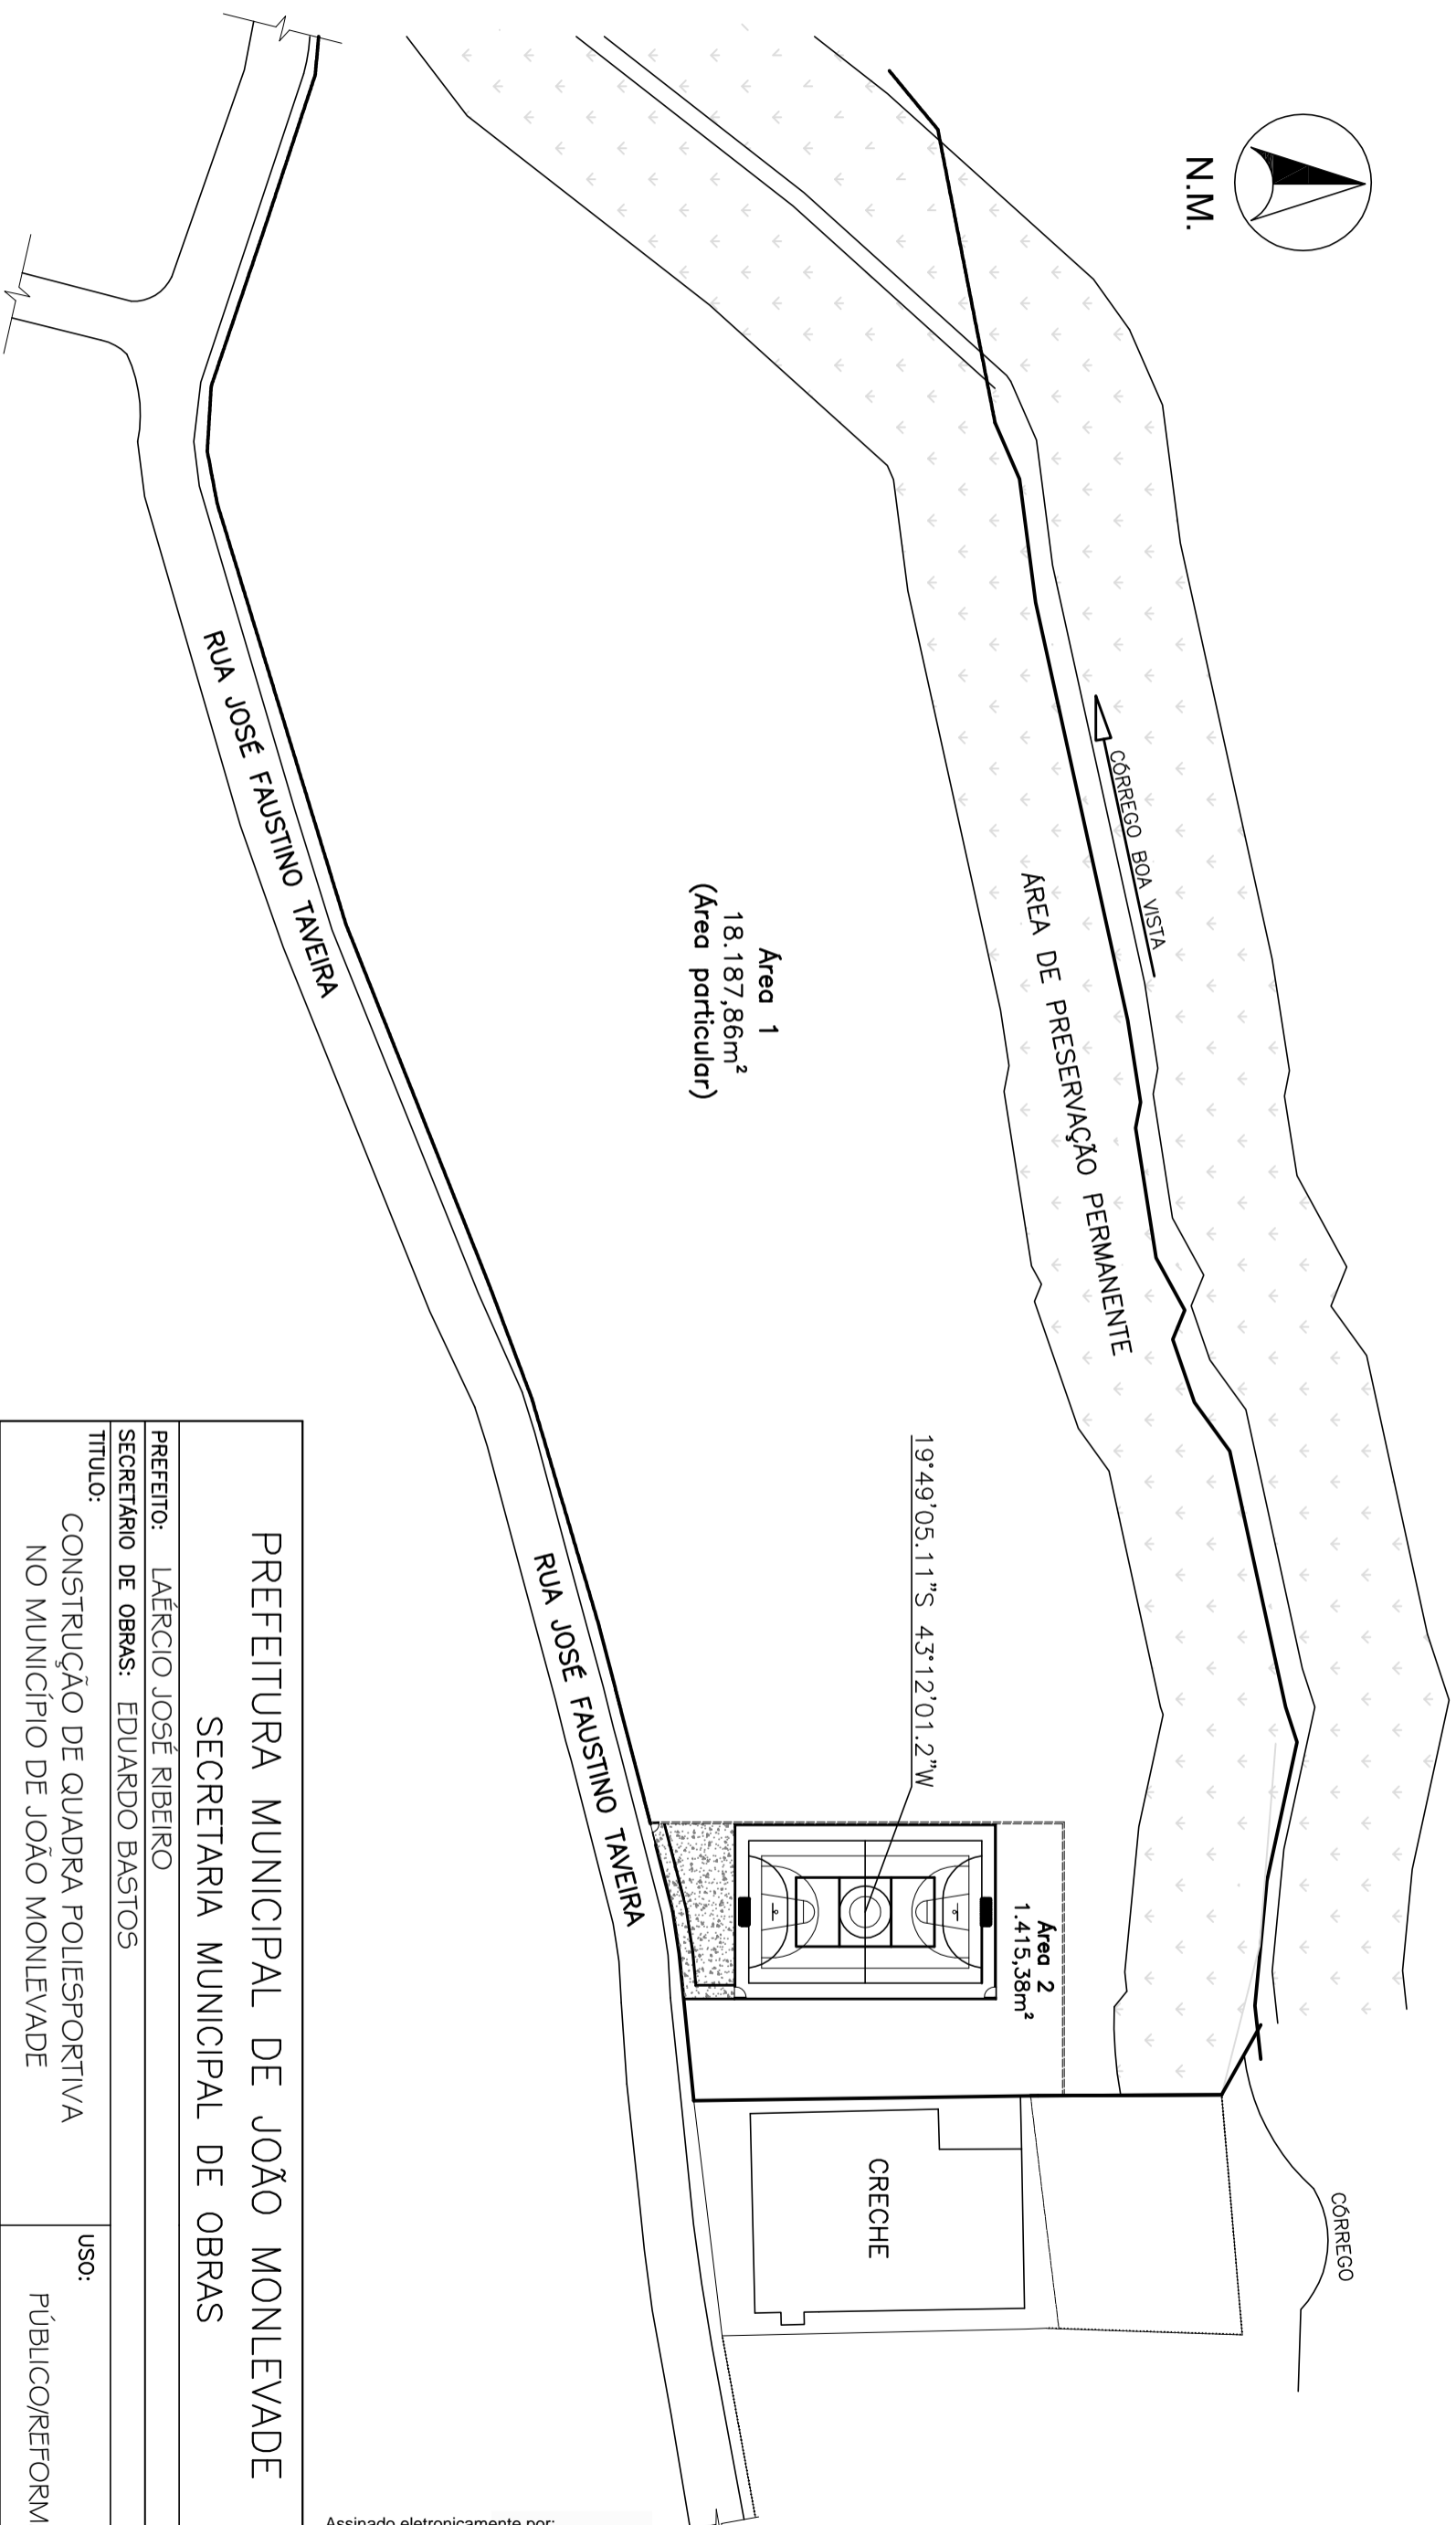 N.M.
CÓRREGO
CÓRREGO BOA VISTA
ÁREA DE PRESERVAÇÃO PERMANENTE
19°49'05.11"S 43°12'01.2"W
Área 2
1.415,38m²
Área 1
18.187,86m²
(Área particular)
CRECHE
RUA JOSÉ FAUSTINO TAVEIRA
RUA JOSÉ FAUSTINO TAVEIRA
PREFEITURA MUNICIPAL DE JOÃO MONLEVADE
SECRETARIA MUNICIPAL DE OBRAS
PREFEITO: LAÉRCIO JOSÉ RIBEIRO
SECRETÁRIO DE OBRAS: EDUARDO BASTOS
TITULO:
CONSTRUÇÃO DE QUADRA POLIESPORTIVA
NO MUNICÍPIO DE JOÃO MONLEVADE
USO:
PÚBLICO/REFORM
Assinado eletronicamente por: